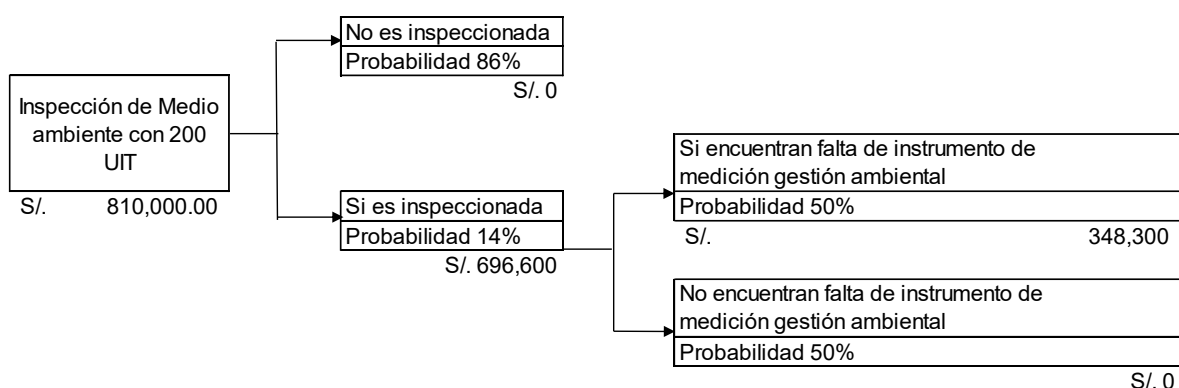 No es inspeccionada
Probabilidad 86%
S/. 0
Inspección de Medio
ambiente con 200
UIT
S/. 810,000.00
Si es inspeccionada
Probabilidad 14%
S/. 696,600
Si encuentran falta de instrumento de
medición gestión ambiental
Probabilidad 50%
S/. 348,300
No encuentran falta de instrumento de
medición gestión ambiental
Probabilidad 50%
S/. 0